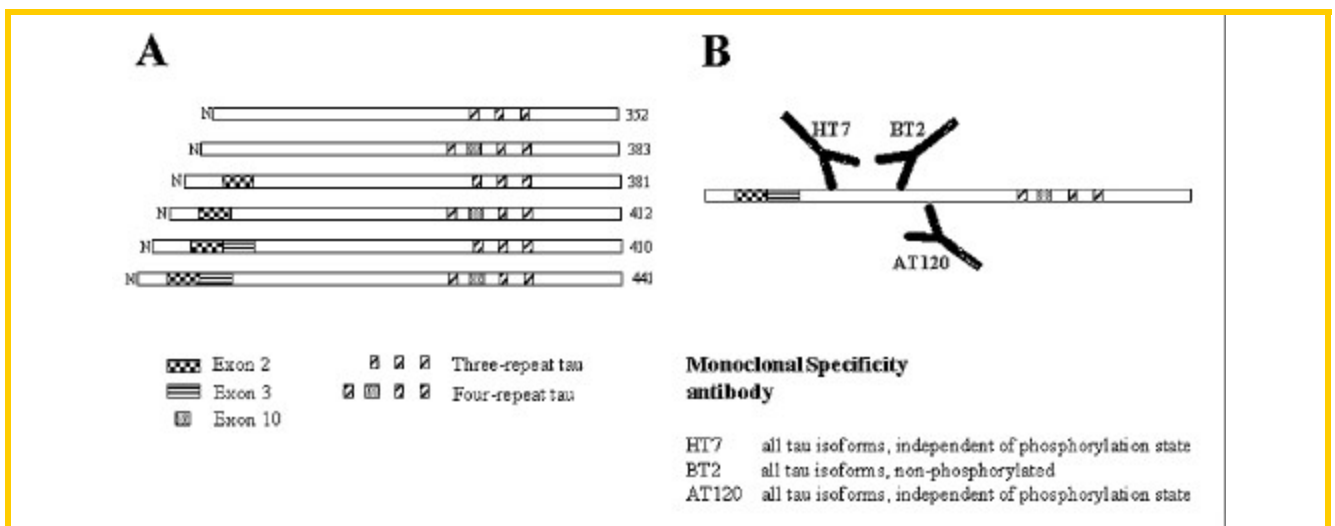 A
N 352
N 383
N 381
N 412
N 410
N 441
Exon 2
Exon 3
Exon 10
Three-repeat tau
Four-repeat tau
B
HT7 BT2
AT120
Monoclonal Specificity
antibody
HT7 all tau isoforms, independent of phosphorylation state
BT2 all tau isoforms, non-phosphorylated
AT120 all tau isoforms, independent of phosphorylation state